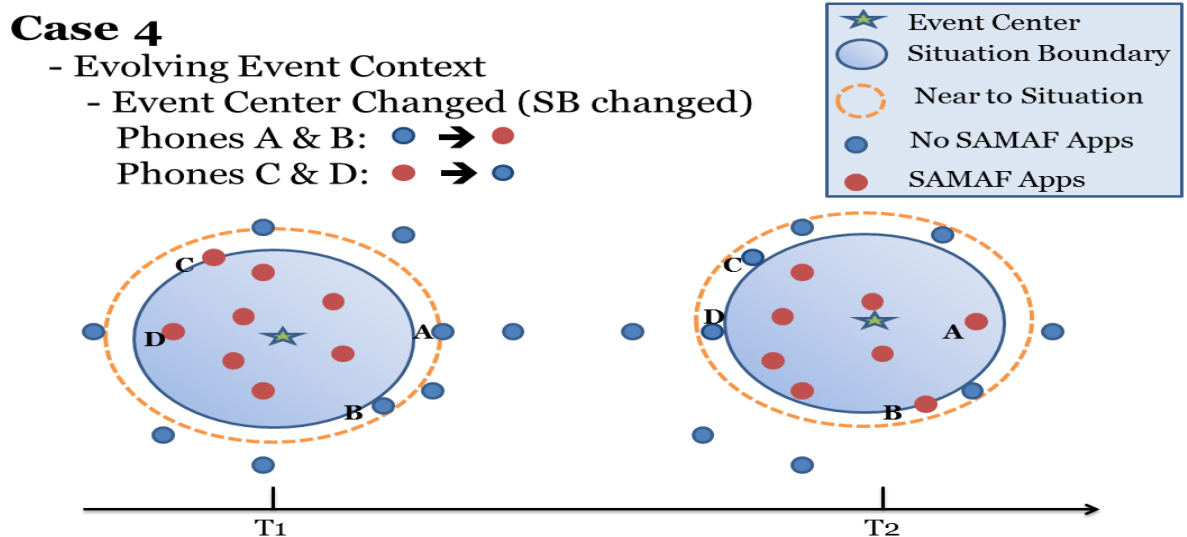 Case 4
- Evolving Event Context
- Event Center Changed (SB changed)
Phones A & B:
Phones C & D:
Event Center
Situation Boundary
Near to Situation
No SAMAF Apps
SAMAF Apps
C
D
A
B
C
D
A
B
T1
T2